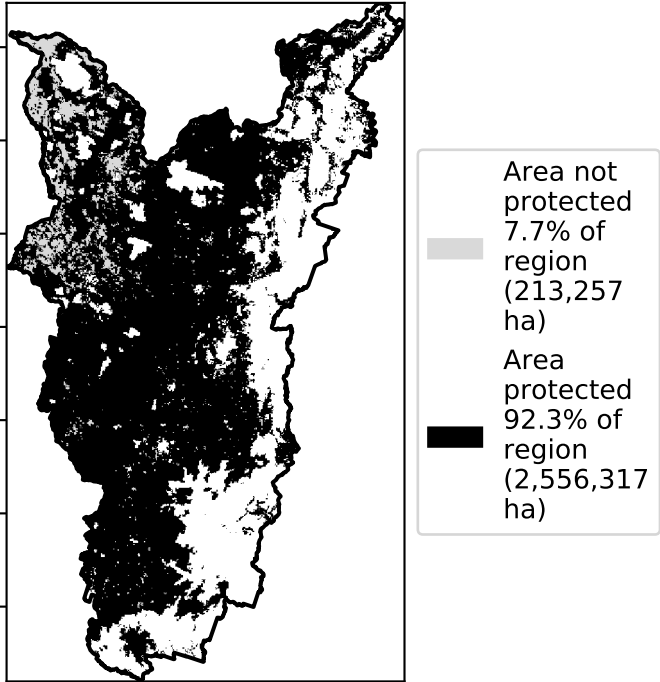 Area not
protected
7.7% of
region
(213,257
ha)
Area
protected
92.3% of
region
(2,556,317
ha)